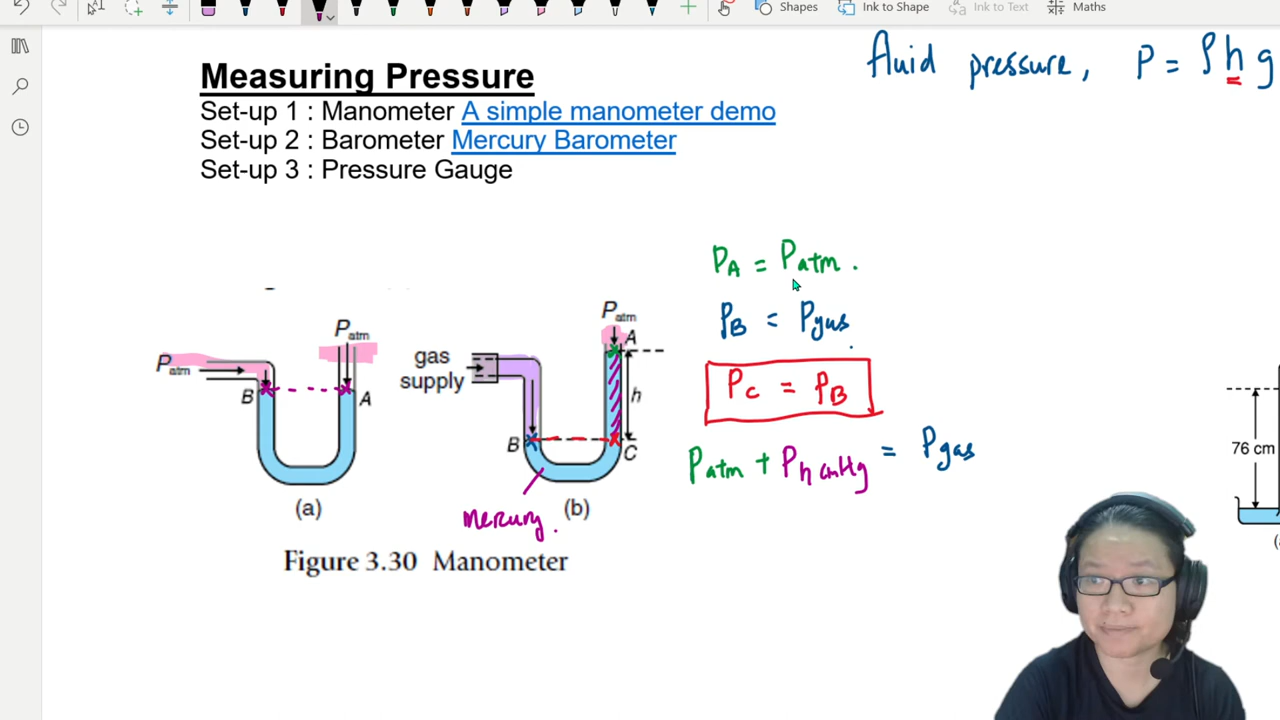 Shapes Ink to Shape Ink to Text Maths
fluid pressure, P = ρhg
Measuring Pressure
Set-up 1 : Manometer A simple manometer demo
Set-up 2 : Barometer Mercury Barometer
Set-up 3 : Pressure Gauge
PA = Patm.
PB = Pgas
PC = PB
Patm + Ph cmHg = Pgas
Patm
Patm
B
A
(a)
gas
supply
Patm
A
h
B
C
(b)
Mercury.
76 cm
(a
Figure 3.30 Manometer